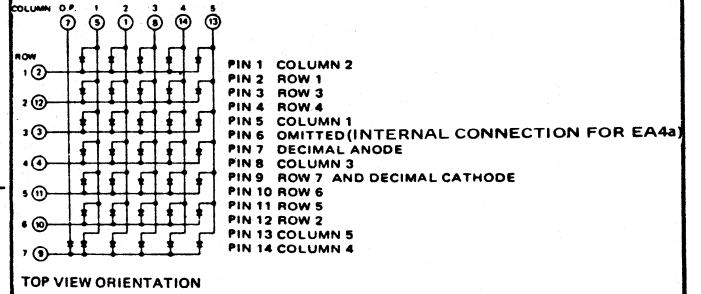 COLUMN D.P. 1 2 3 4 5
7 5 1 8 14 13
ROW
1 2
2 12
3 3
4 4
5 11
6 10
7 9
PIN 1 COLUMN 2
PIN 2 ROW 1
PIN 3 ROW 3
PIN 4 ROW 4
PIN 5 COLUMN 1
PIN 6 OMITTED(INTERNAL CONNECTION FOR EA4a)
PIN 7 DECIMAL ANODE
PIN 8 COLUMN 3
PIN 9 ROW 7 AND DECIMAL CATHODE
PIN 10 ROW 6
PIN 11 ROW 5
PIN 12 ROW 2
PIN 13 COLUMN 5
PIN 14 COLUMN 4
TOP VIEW ORIENTATION